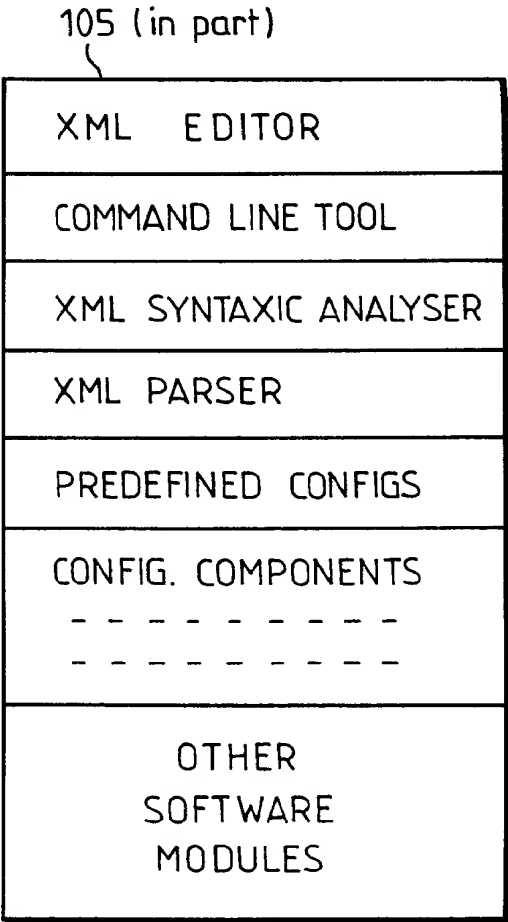 105 (in part)
XML EDITOR
COMMAND LINE TOOL
XML SYNTAXIC ANALYSER
XML PARSER
PREDEFINED CONFIGS
CONFIG. COMPONENTS
OTHER
SOFTWARE
MODULES